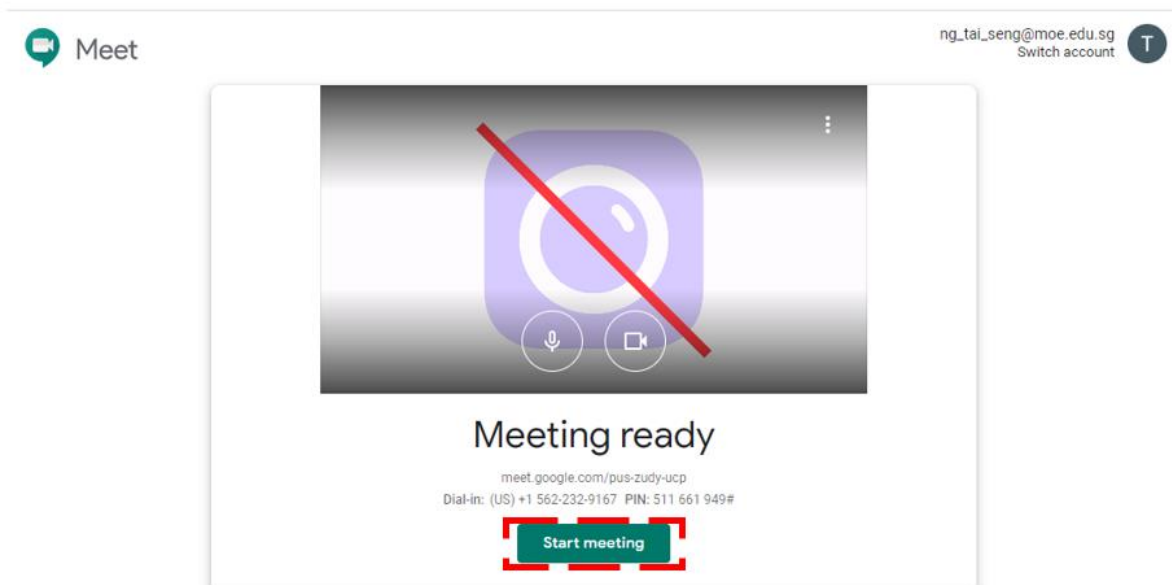 Meet
ng_tai_seng@moe.edu.sg
Switch account
T
Meeting ready
meet.google.com/pus-zudy-ucp
Dial-in: (US) +1 562-232-9167 PIN: 511 661 949#
Start meeting